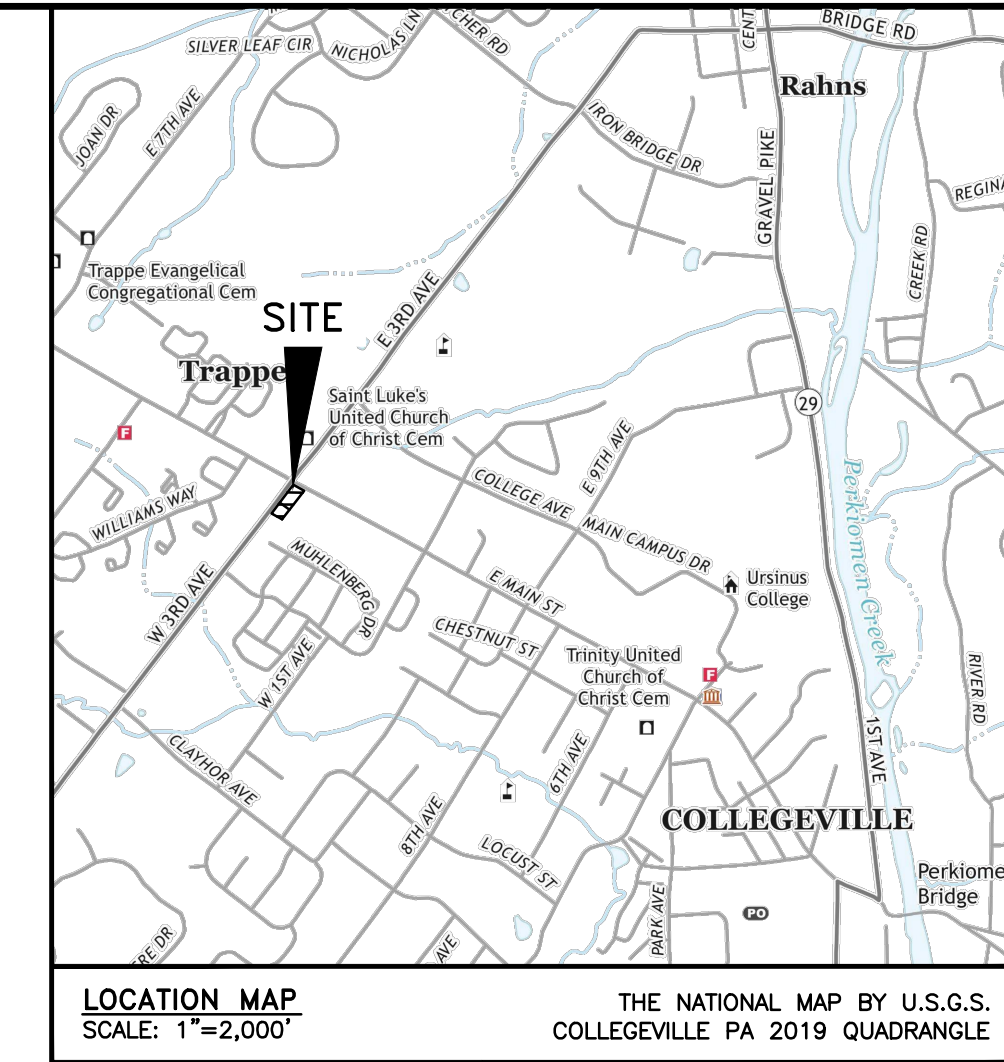 BRIDGE RD
SILVER LEAF CIR
NICHOLAS LN
CHER RD
CENT
Rahns
JOAN DR
E 7TH AVE
IRON BRIDGE DR
GRAVEL PIKE
REGINA
CREEK RD
Trappe Evangelical
Congregational Cem
E 3RD AVE
SITE
Trappe
Saint Luke's
United Church
of Christ Cem
29
F
E 9TH AVE
COLLEGE AVE
MAIN CAMPUS DR
WILLIAMS WAY
Perkiomen Creek
MUHLENBERG DR
E MAIN ST
Ursinus
College
W 3RD AVE
CHESTNUT ST
W 1ST AVE
Trinity United
Church of
Christ Cem
F
RIVER RD
1ST AVE
CLAYHOR AVE
6TH AVE
8TH AVE
COLLEGEVILLE
LOCUST ST
Perkiome
Bridge
PARK AVE
PO
RE DR
AVE
LOCATION MAP
SCALE: 1"=2,000'
THE NATIONAL MAP BY U.S.G.S.
COLLEGEVILLE PA 2019 QUADRANGLE